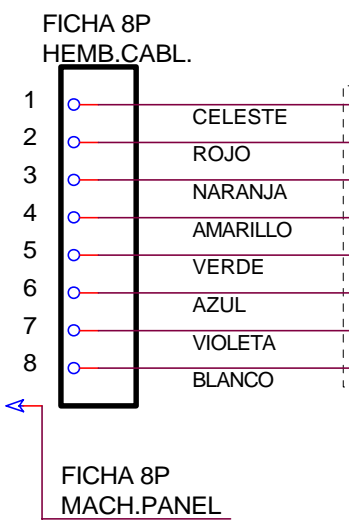 FICHA 8P
HEMB.CABL.
1
CELESTE
2
ROJO
3
NARANJA
4
AMARILLO
5
VERDE
6
AZUL
7
VIOLETA
8
BLANCO
FICHA 8P
MACH.PANEL